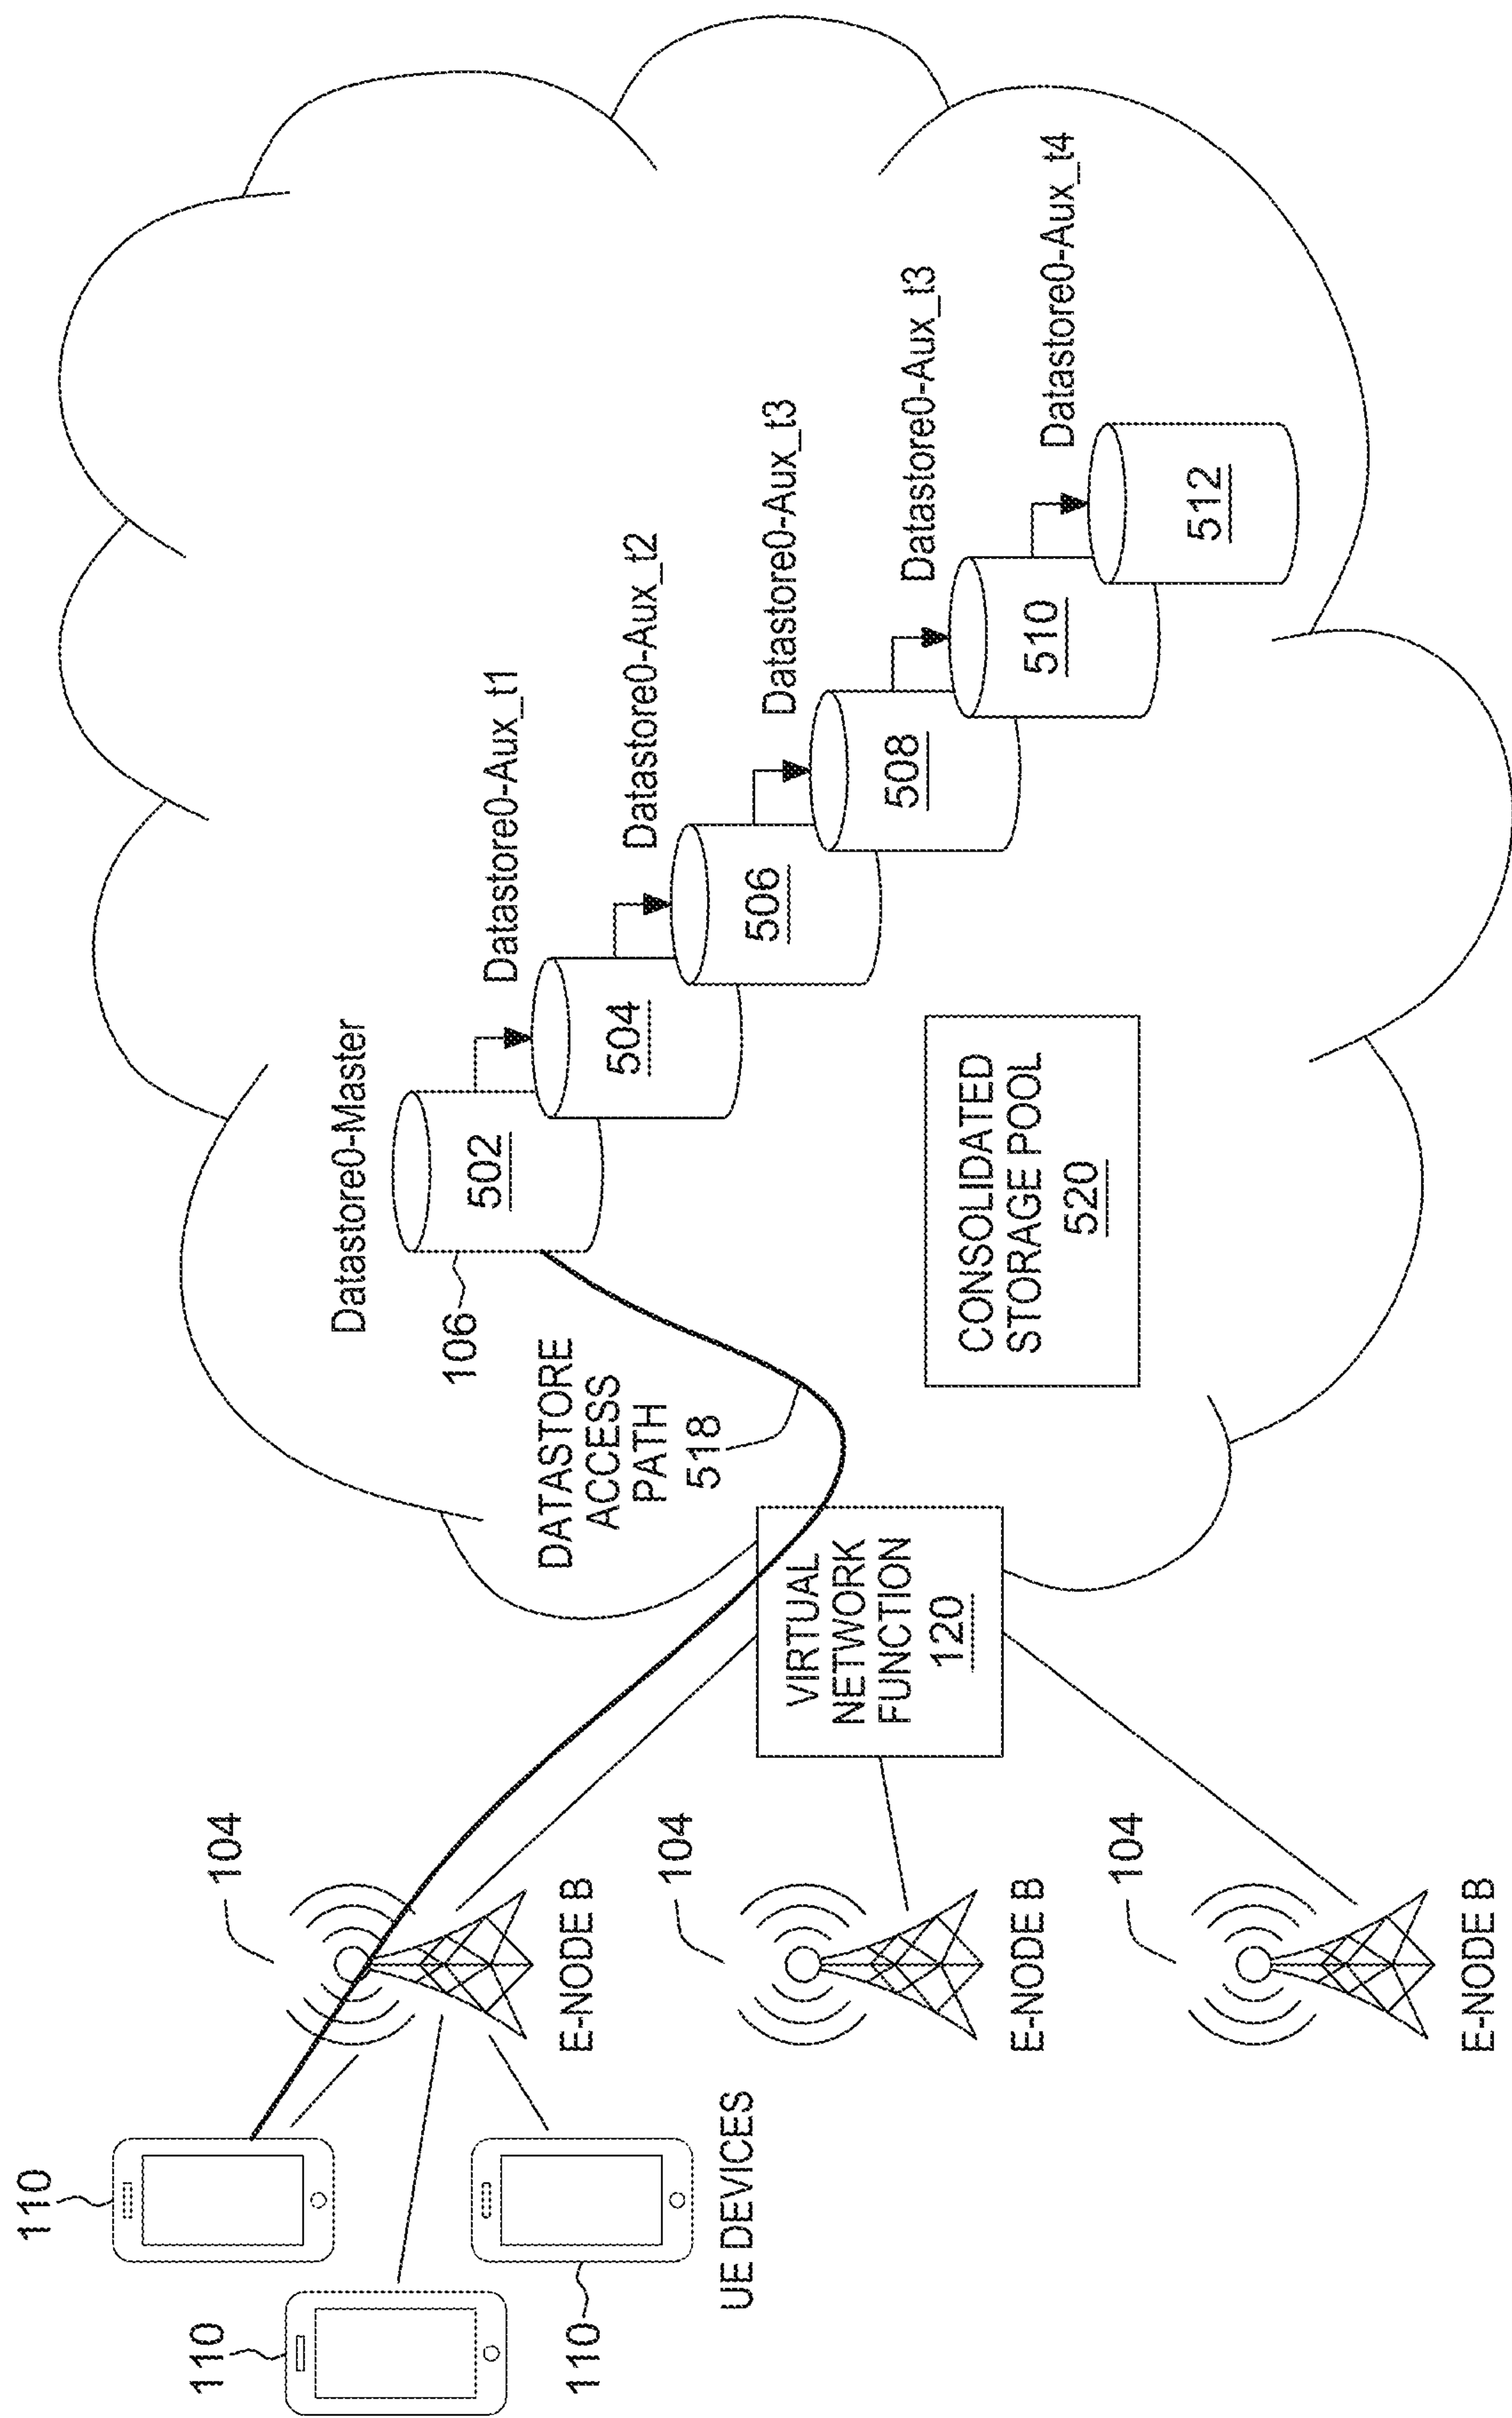 110
110
110
UE DEVICES
104
E-NODE B
104
E-NODE B
104
E-NODE B
VIRTUAL
NETWORK
FUNCTION
120
DATASTORE
ACCESS
PATH
518
106
Datastore0-Master
502
Datastore0-Aux_t1
504
Datastore0-Aux_t2
506
Datastore0-Aux_t3
508
Datastore0-Aux_t3
510
Datastore0-Aux_t4
512
CONSOLIDATED
STORAGE POOL
520